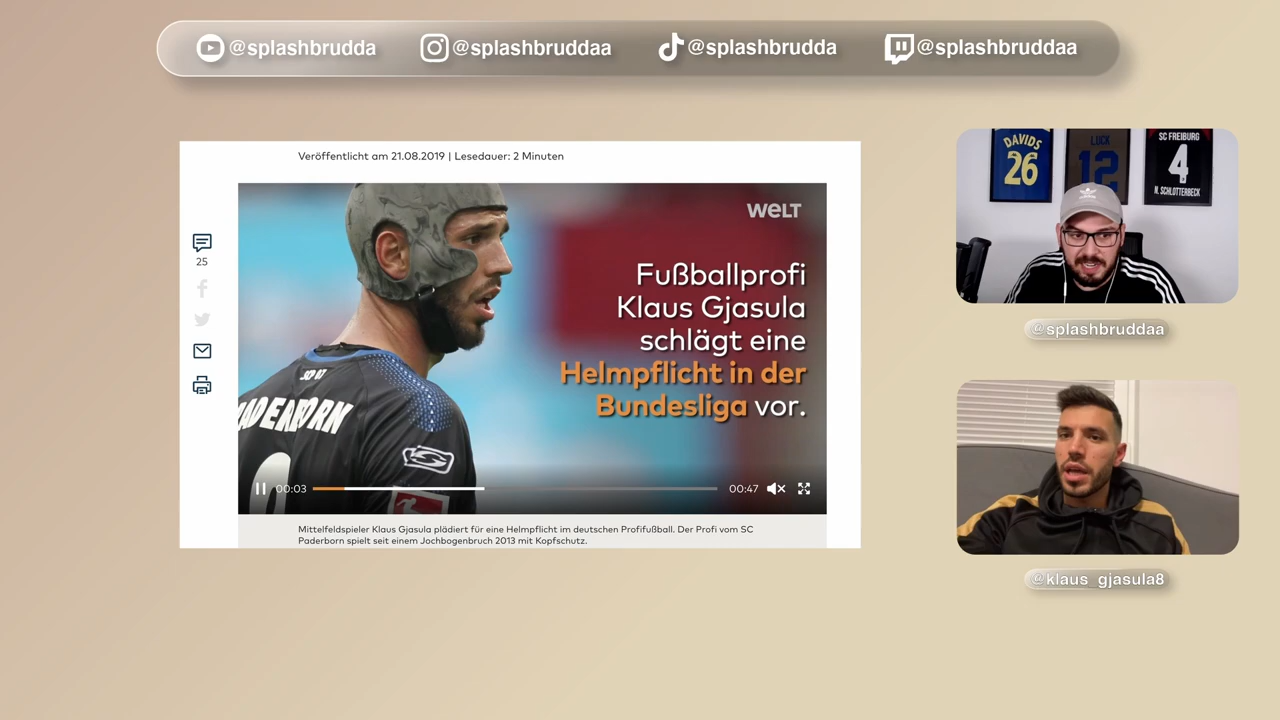 @splashbrudda
@splashbruddaa
@splashbrudda
@splashbruddaa
Veröffentlicht am 21.08.2019 | Lesedauer: 2 Minuten
25
welt
Fußballprofi
Klaus Gjasula
schlägt eine
Helmpflicht in der
Bundesliga vor.
00:03
00:47
Mittelfeldspieler Klaus Gjasula plädiert für eine Helmpflicht im deutschen Profifußball. Der Profi vom SC
Paderborn spielt seit einem Jochbogenbruch 2013 mit Kopfschutz.
DAVIDS
26
LUCK
12
SC FREIBURG
4
N. SCHLOTTERBECK
@splashbruddaa
@klaus_gjasula8